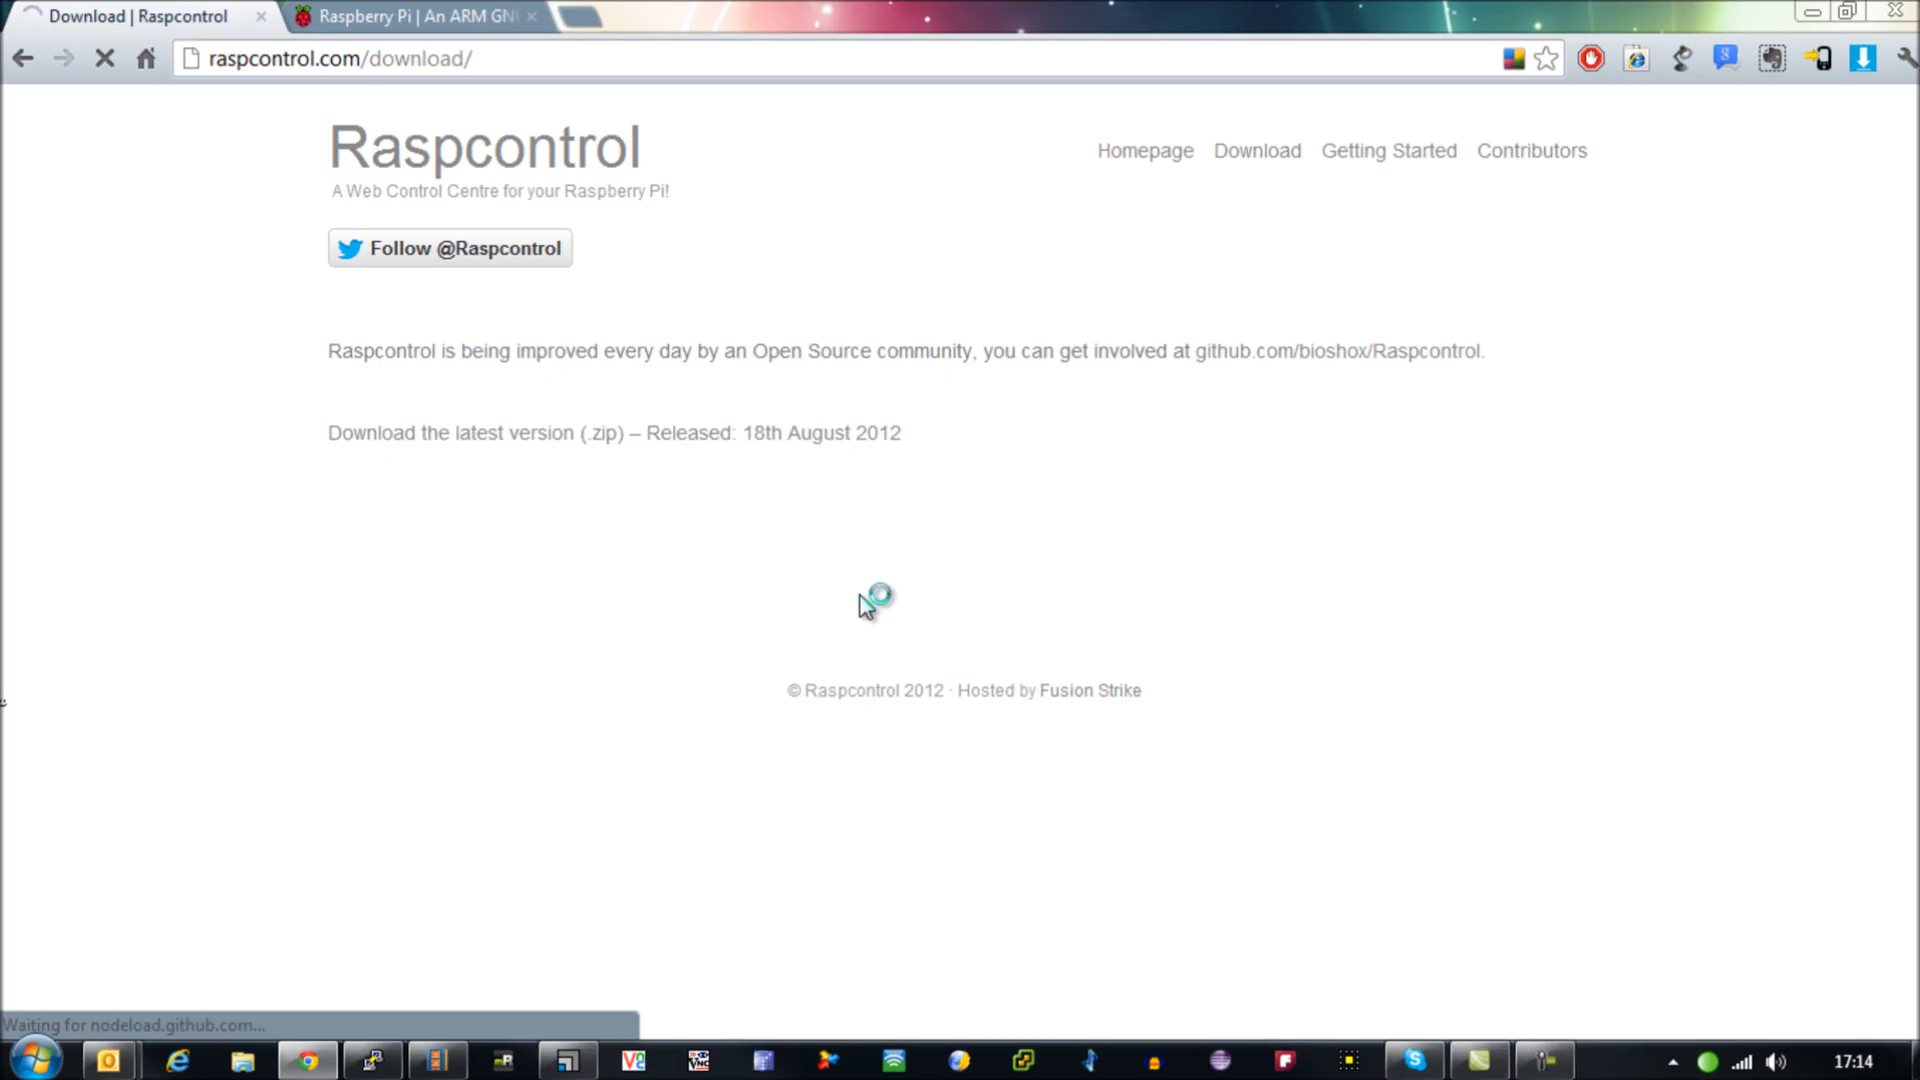 Download | Raspcontrol
Raspberry Pi | An ARM GN
raspcontrol.com/download/
Raspcontrol
A Web Control Centre for your Raspberry Pi!
Homepage
Download
Getting Started
Contributors
Follow @Raspcontrol
Raspcontrol is being improved every day by an Open Source community, you can get involved at github.com/bioshox/Raspcontrol.
Download the latest version (.zip) – Released: 18th August 2012
© Raspcontrol 2012 · Hosted by Fusion Strike
Waiting for nodeload.github.com...
17:14